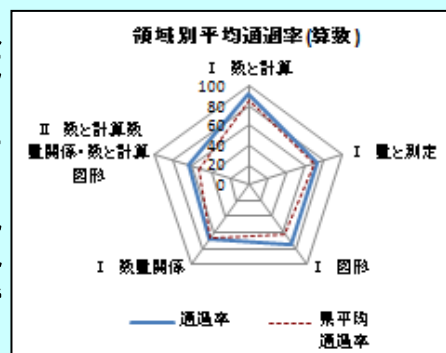 領域別平均通過率(算数)
Ⅰ 数と計算
100
80
60
40
20
0
Ⅰ 量と測定
Ⅰ 図形
Ⅰ 数量関係
Ⅱ 数と計算数
量関係・数と計算
図形
通過率
県平均
通過率